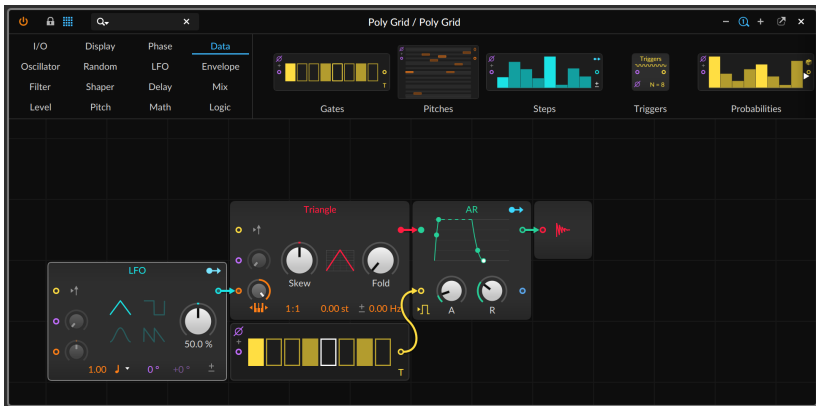 Poly Grid / Poly Grid
I/O Display Phase Data
Oscillator Random LFO Envelope
Filter Shaper Delay Mix
Level Pitch Math Logic
T
Gates
Pitches
Steps
Triggers
N = 8
Triggers
Probabilities
Triangle
Skew
Fold
1:1 0.00 st ± 0.00 Hz
AR
A R
LFO
50.0 %
1.00 0° +0° ±
T